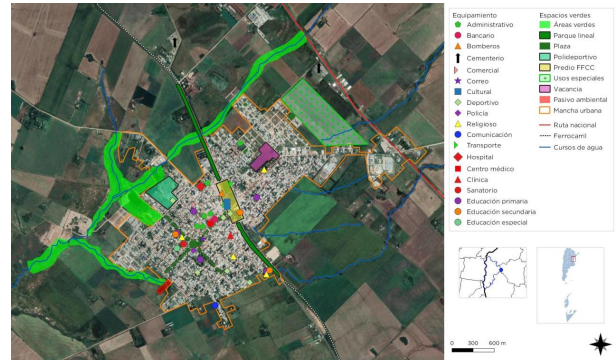 Equipamiento
Administrativo
Bancario
Bomberos
Cementerio
Comercial
Correo
Cultural
Deportivo
Policía
Religioso
Comunicación
Transporte
Hospital
Centro médico
Clínica
Sanatorio
Educación primaria
Educación secundaria
Educación especial
Espacios verdes
Áreas verdes
Parque lineal
Plaza
Polideportivo
Predio FFCC
Usos especiales
Vacancia
Pasivo ambiental
Mancha urbana
Ruta nacional
Ferrocarril
Cursos de agua
0 300 600 m